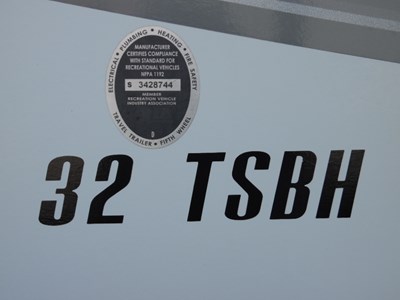 ELECTRICAL • PLUMBING • HEATING • FIRE SAFETY
MANUFACTURER
CERTIFIES COMPLIANCE
WITH STANDARD FOR
RECREATIONAL VEHICLES
NFPA 1192
S 3428744
MEMBER
RECREATION VEHICLE
INDUSTRY ASSOCIATION
TRAVEL TRAILER • FIFTH WHEEL
32 TSBH